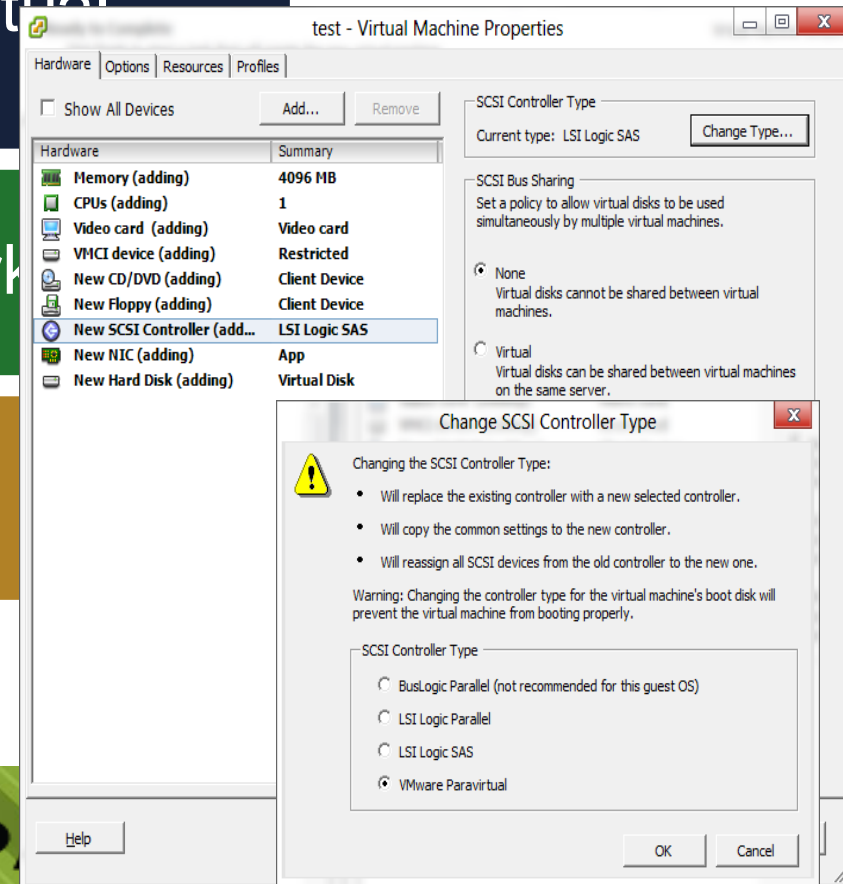 test - Virtual Machine Properties
Hardware Options Resources Profiles
Show All Devices
Add...
Remove
Hardware Summary
Memory (adding) 4096 MB
CPUs (adding) 1
Video card (adding) Video card
VMCI device (adding) Restricted
New CD/DVD (adding) Client Device
New Floppy (adding) Client Device
New SCSI Controller (add... LSI Logic SAS
New NIC (adding) App
New Hard Disk (adding) Virtual Disk
SCSI Controller Type
Current type: LSI Logic SAS
Change Type...
SCSI Bus Sharing
Set a policy to allow virtual disks to be used
simultaneously by multiple virtual machines.
None
Virtual disks cannot be shared between virtual
machines.
Virtual
Virtual disks can be shared between virtual machines
on the same server.
Change SCSI Controller Type
Changing the SCSI Controller Type:
• Will replace the existing controller with a new selected controller.
• Will copy the common settings to the new controller.
• Will reassign all SCSI devices from the old controller to the new one.
Warning: Changing the controller type for the virtual machine's boot disk will
prevent the virtual machine from booting properly.
SCSI Controller Type
BusLogic Parallel (not recommended for this guest OS)
LSI Logic Parallel
LSI Logic SAS
VMware Paravirtual
OK
Cancel
Help